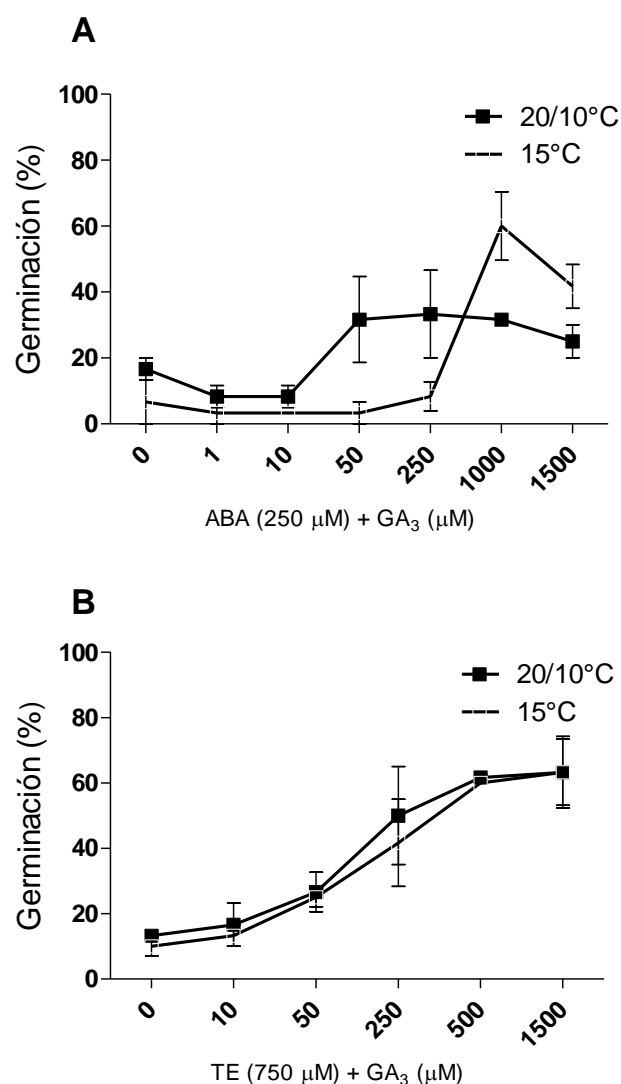 A
Germinación (%)
100
80
60
40
20
0
20/10°C
15°C
0 1 10 50 250 1000 1500
ABA (250 μM) + GA₃ (μM)
B
Germinación (%)
100
80
60
40
20
0
20/10°C
15°C
0 10 50 250 500 1500
TE (750 μM) + GA₃ (μM)